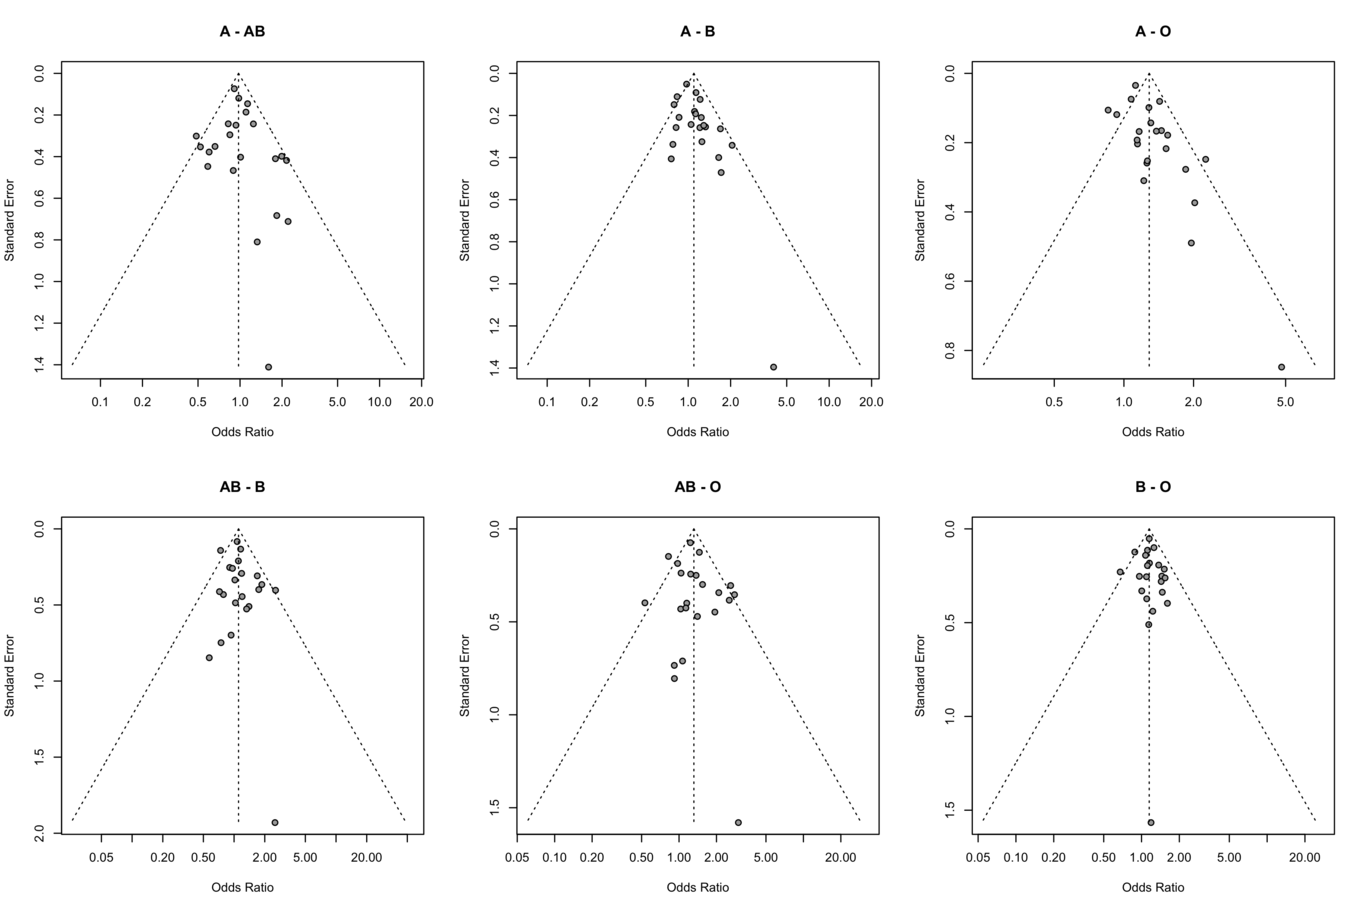 A - AB
A - B
A - O
Standard Error
0.0
0.2
0.4
0.6
0.8
1.0
1.2
1.4
0.1 0.2 0.5 1.0 2.0 5.0 10.0 20.0
Odds Ratio
Standard Error
0.0
0.2
0.4
0.6
0.8
1.0
1.2
1.4
0.1 0.2 0.5 1.0 2.0 5.0 10.0 20.0
Odds Ratio
Standard Error
0.0
0.2
0.4
0.6
0.8
0.5 1.0 2.0 5.0
Odds Ratio
AB - B
AB - O
B - O
Standard Error
0.0
0.5
1.0
1.5
2.0
0.05 0.20 0.50 2.00 5.00 20.00
Odds Ratio
Standard Error
0.0
0.5
1.0
1.5
0.05 0.10 0.20 0.50 1.00 2.00 5.00 20.00
Odds Ratio
Standard Error
0.0
0.5
1.0
1.5
0.05 0.10 0.20 0.50 1.00 2.00 5.00 20.00
Odds Ratio